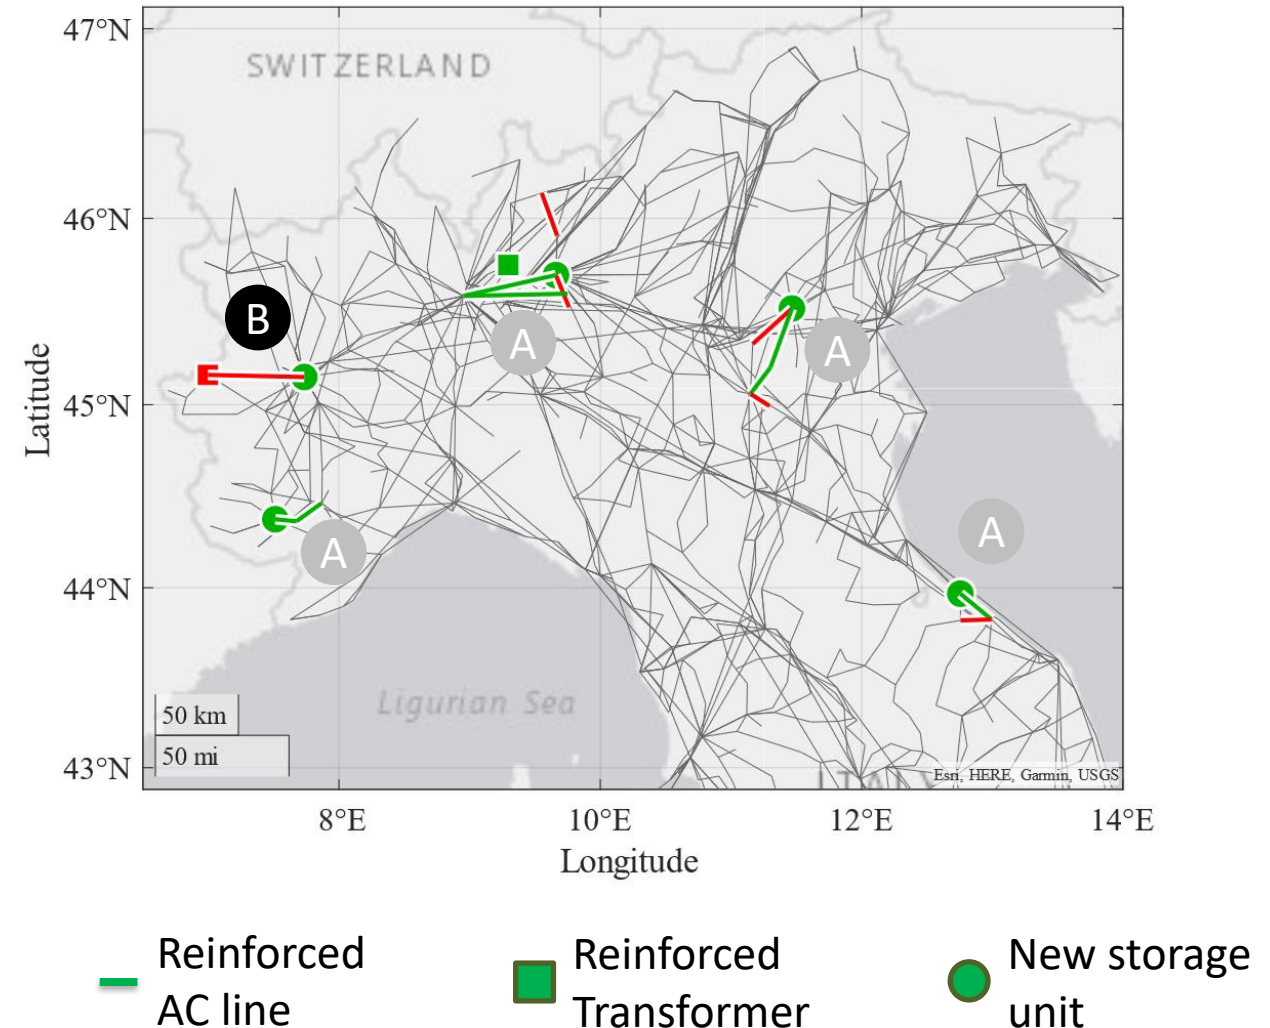 47°N
SWITZERLAND
46°N
B
A
A
Latitude
45°N
A
A
44°N
Ligurian Sea
50 km
50 mi
43°N
ITALY
Esri, HERE, Garmin, USGS
8°E
10°E
12°E
14°E
Longitude
Reinforced
AC line
Reinforced
Transformer
New storage
unit